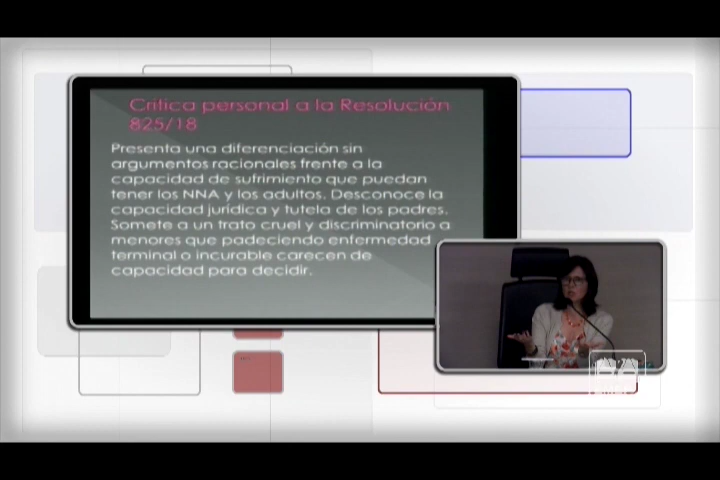 Crítica personal a la Resolución
825/18
Presenta una diferenciación sin
argumentos racionales frente a la
capacidad de sufrimiento que puedan
tener los NNA y los adultos. Desconoce la
capacidad jurídica y tutela de los padres.
Somete a un trato cruel y discriminatorio a
menores que padeciendo enfermedad
terminal o incurable carecen de
capacidad para decidir.